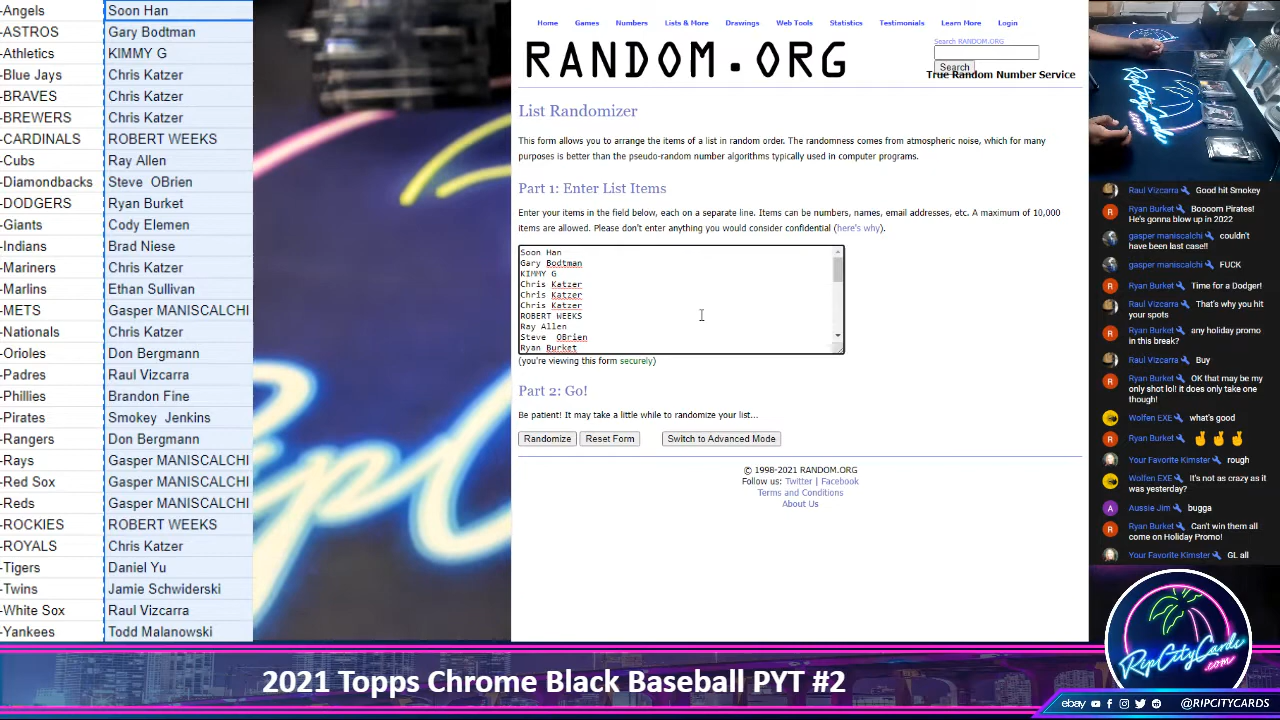 -Angels Soon Han
-ASTROS Gary Bodtman
-Athletics KIMMY G
-Blue Jays Chris Katzer
-BRAVES Chris Katzer
-BREWERS Chris Katzer
-CARDINALS ROBERT WEEKS
-Cubs Ray Allen
-Diamondbacks Steve OBrien
-DODGERS Ryan Burket
-Giants Cody Elemen
-Indians Brad Niese
-Mariners Chris Katzer
-Marlins Ethan Sullivan
-METS Gasper MANISCALCHI
-Nationals Chris Katzer
-Orioles Don Bergmann
-Padres Raul Vizcarra
-Phillies Brandon Fine
-Pirates Smokey Jenkins
-Rangers Don Bergmann
-Rays Gasper MANISCALCHI
-Red Sox Gasper MANISCALCHI
-Reds Gasper MANISCALCHI
-ROCKIES ROBERT WEEKS
-ROYALS Chris Katzer
-Tigers Daniel Yu
-Twins Jamie Schwiderski
-White Sox Raul Vizcarra
-Yankees Todd Malanowski
Home Games Numbers Lists & More Drawings Web Tools Statistics Testimonials Learn More Login
RANDOM.ORG
Search RANDOM.ORG
Search
True Random Number Service
List Randomizer
This form allows you to arrange the items of a list in random order. The randomness comes from atmospheric noise, which for many
purposes is better than the pseudo-random number algorithms typically used in computer programs.
Part 1: Enter List Items
Enter your items in the field below, each on a separate line. Items can be numbers, names, email addresses, etc. A maximum of 10,000
items are allowed. Please don't enter anything you would consider confidential (here's why).
Soon Han
Gary Bodtman
KIMMY G
Chris Katzer
Chris Katzer
Chris Katzer
ROBERT WEEKS
Ray Allen
Steve OBrien
Ryan Burket
(you're viewing this form securely)
Part 2: Go!
Be patient! It may take a little while to randomize your list...
Randomize Reset Form Switch to Advanced Mode
© 1998-2021 RANDOM.ORG
Follow us: Twitter | Facebook
Terms and Conditions
About Us
RipCityCards
Raul Vizcarra Good hit Smokey
Ryan Burket Boooom Pirates!
He's gonna blow up in 2022
gasper maniscalchi couldn't
have been last case!!
gasper maniscalchi FUCK
Ryan Burket Time for a Dodger!
Raul Vizcarra That's why you hit
your spots
Ryan Burket any holiday promo
in this break?
Raul Vizcarra Buy
Ryan Burket OK that may be my
only shot lol! it does only take one
though!
Wolfen EXE what's good
Ryan Burket 🤞🤞🤞
Your Favorite Kimster rough
Wolfen EXE It's not as crazy as it
was yesterday?
Aussie Jim bugga
Ryan Burket Can't win them all
come on Holiday Promo!
Your Favorite Kimster GL all
RipCityCards
.com
2021 Topps Chrome Black Baseball PYT #2
ebay @RIPCITYCARDS